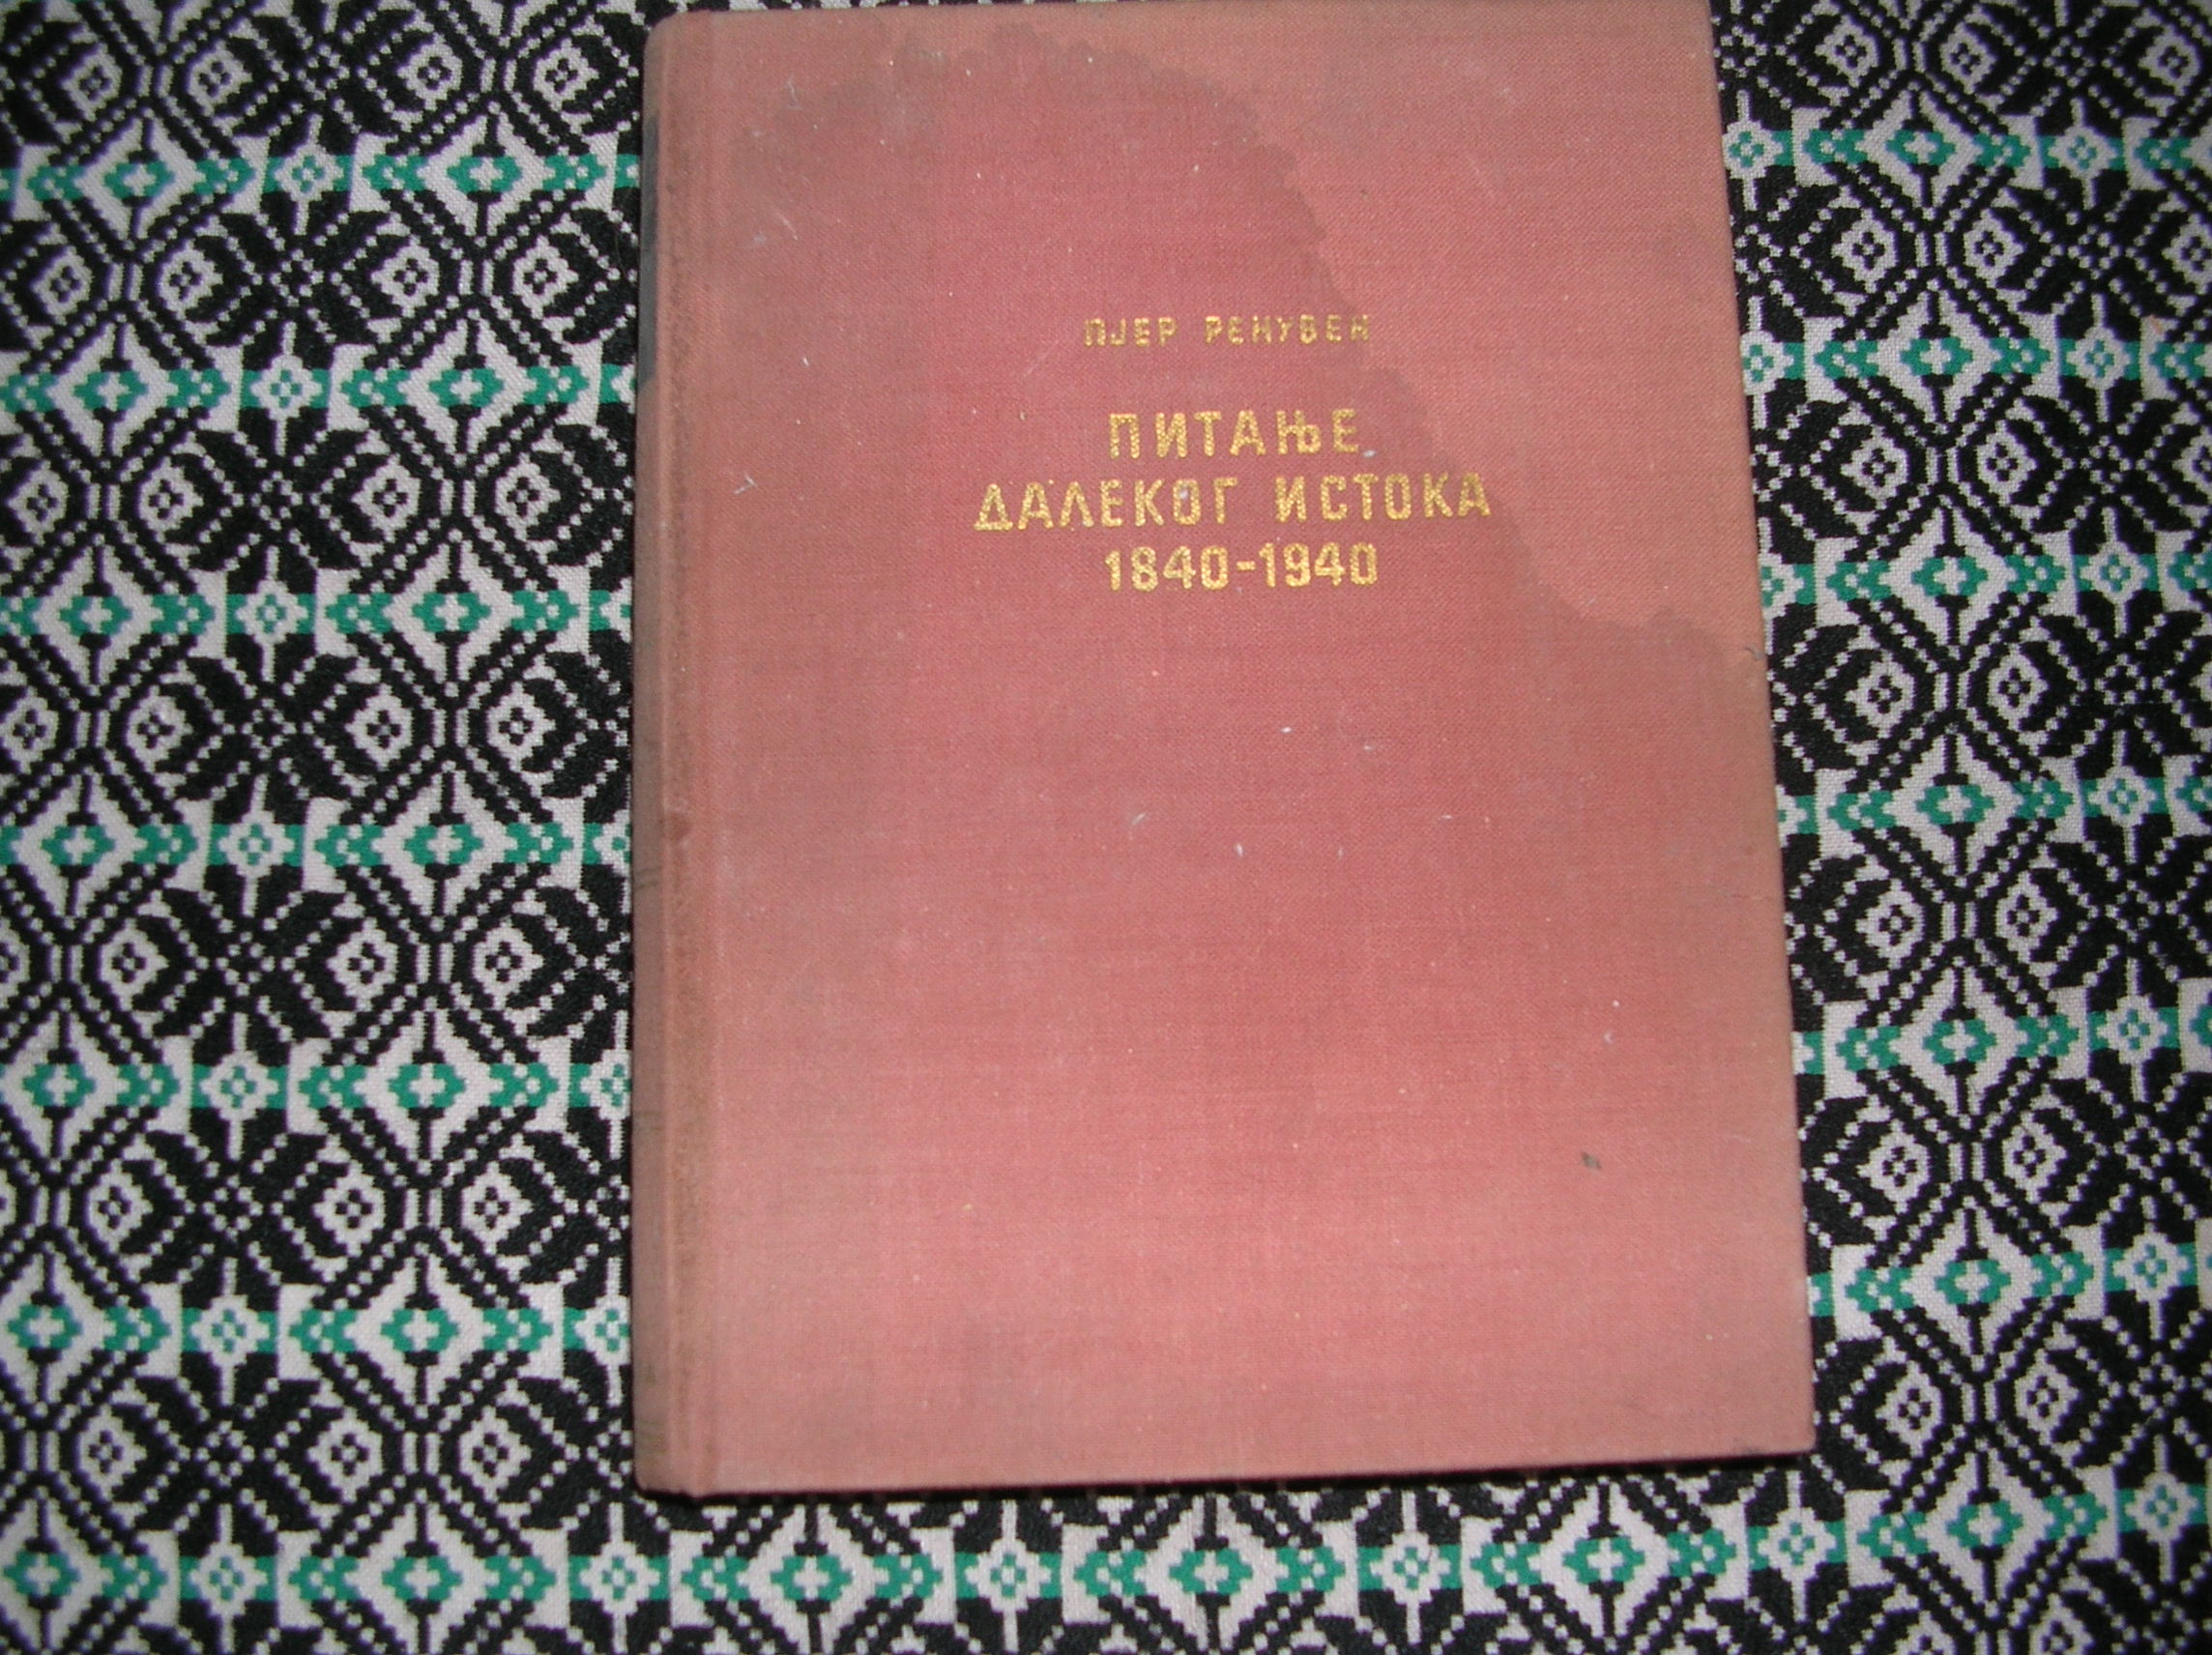 ПЈЕР РЕНУВЕН
ПИТАЊЕ
ДАЛЕКОГ ИСТОКА
1840-1940